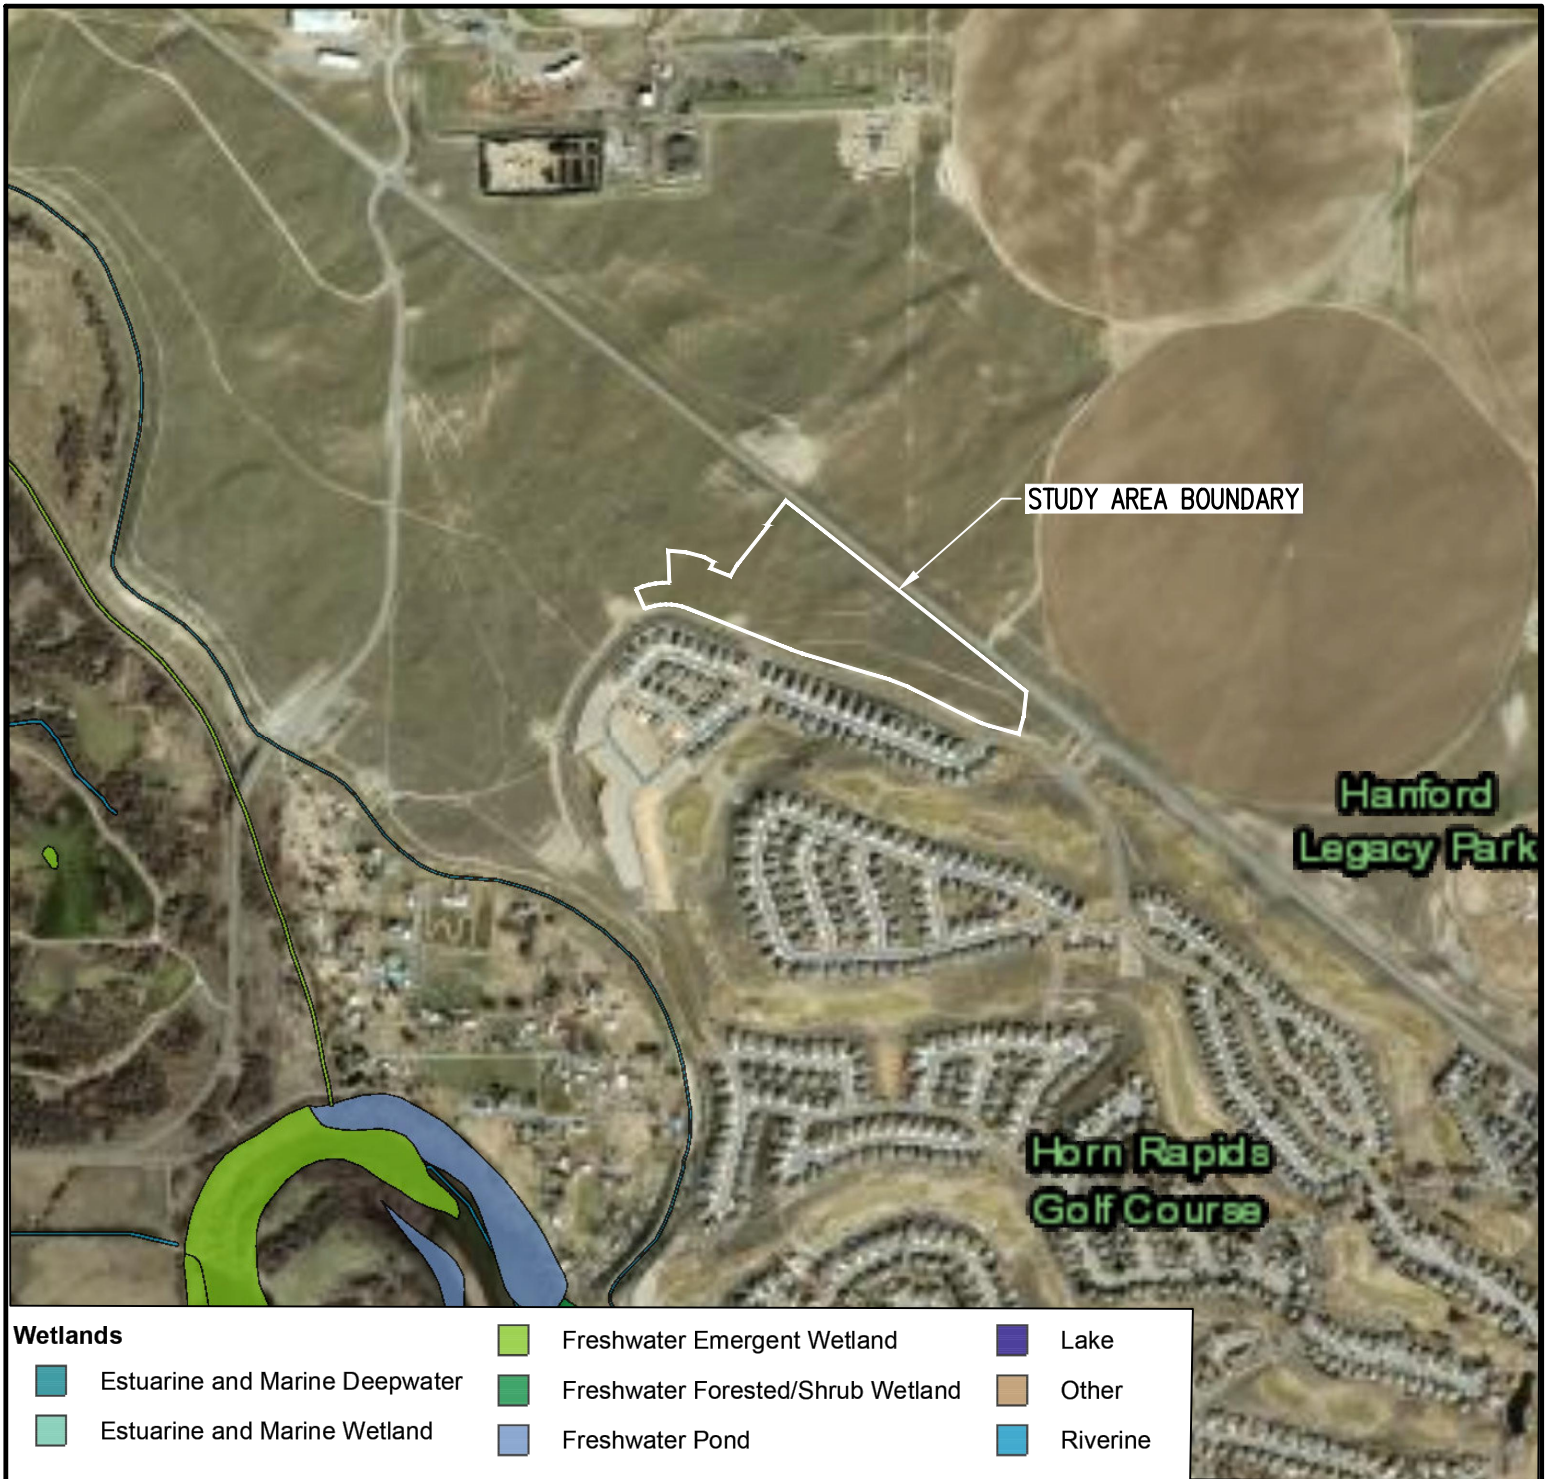 STUDY AREA BOUNDARY
Hanford
Legacy Park
Horn Rapids
Golf Course
Wetlands
Estuarine and Marine Deepwater
Estuarine and Marine Wetland
Freshwater Emergent Wetland
Freshwater Forested/Shrub Wetland
Freshwater Pond
Lake
Other
Riverine